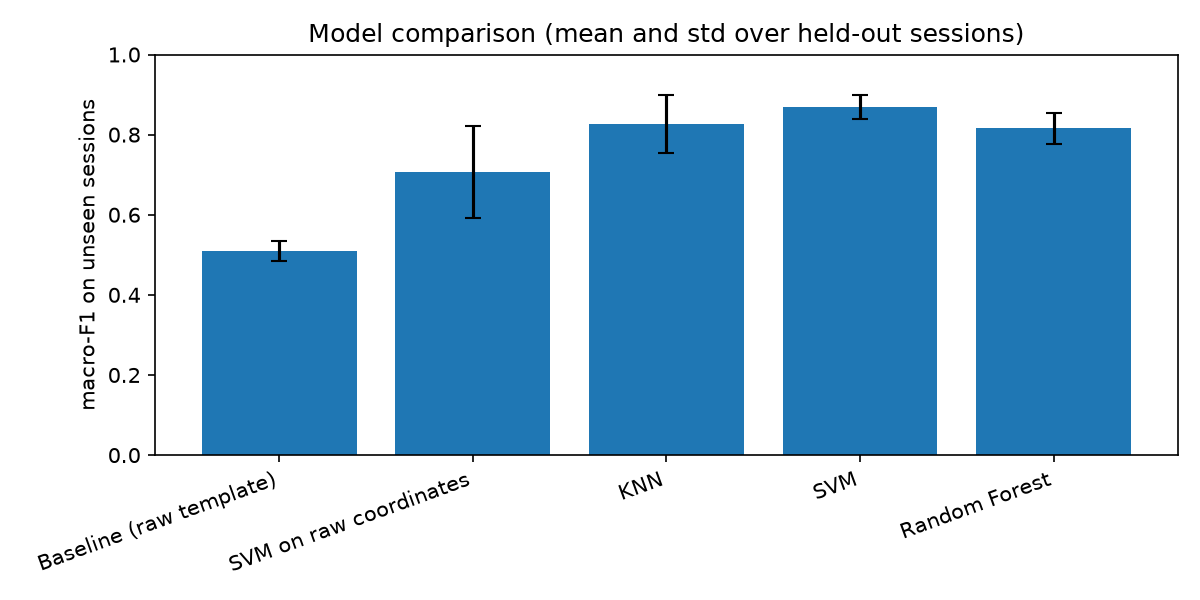 Model comparison (mean and std over held-out sessions)
macro-F1 on unseen sessions
1.0
0.8
0.6
0.4
0.2
0.0
Baseline (raw template)
SVM on raw coordinates
KNN
SVM
Random Forest